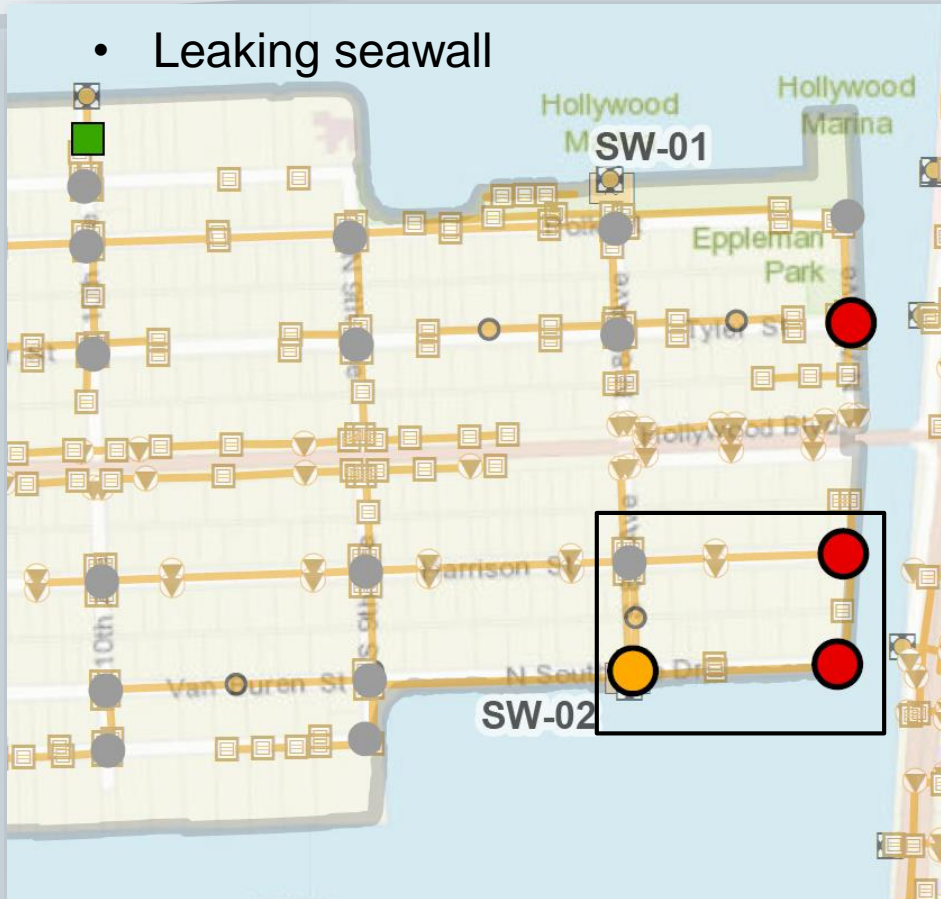 • Leaking seawall
Hollywood
Marina
Hollywood
SW-01
Eppleman
Park
Tyler St
Hollywood Blvd
Harrison St
10th
Van Buren St
SW-02